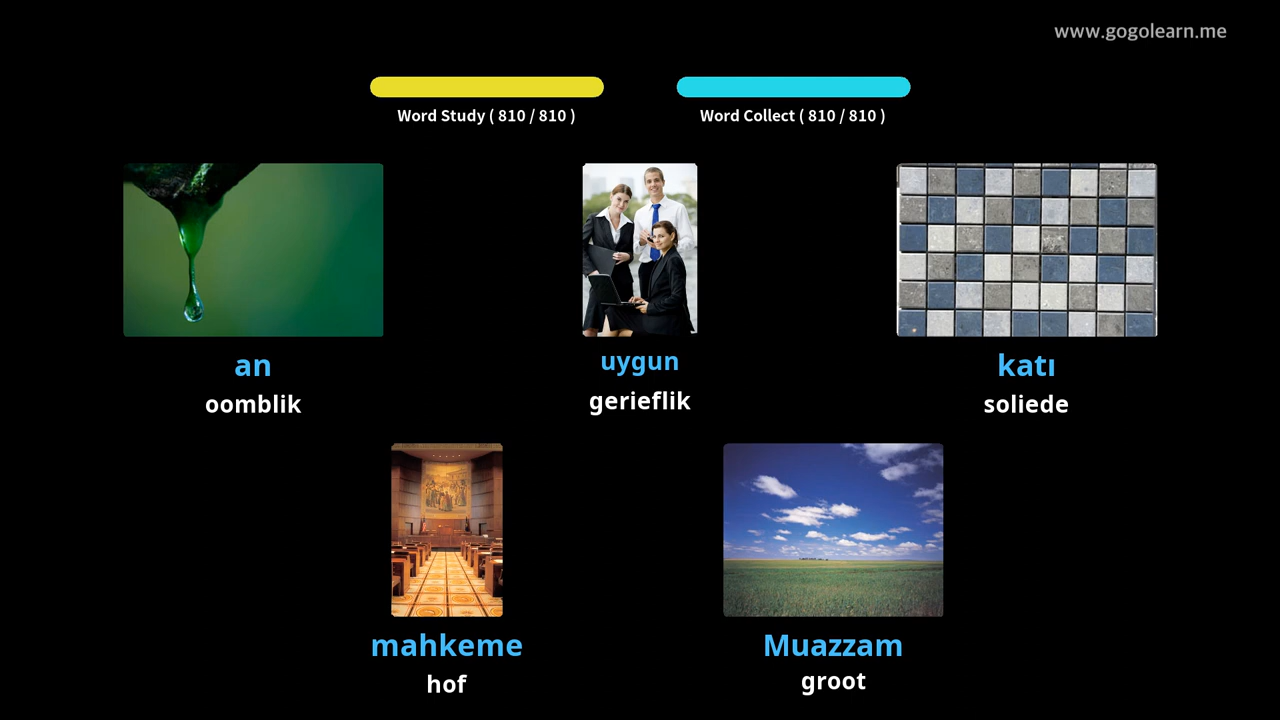 www.gogolearn.me
Word Study ( 810 / 810 )
Word Collect ( 810 / 810 )
an
oomblik
uygun
gerieflik
katı
soliede
mahkeme
hof
Muazzam
groot